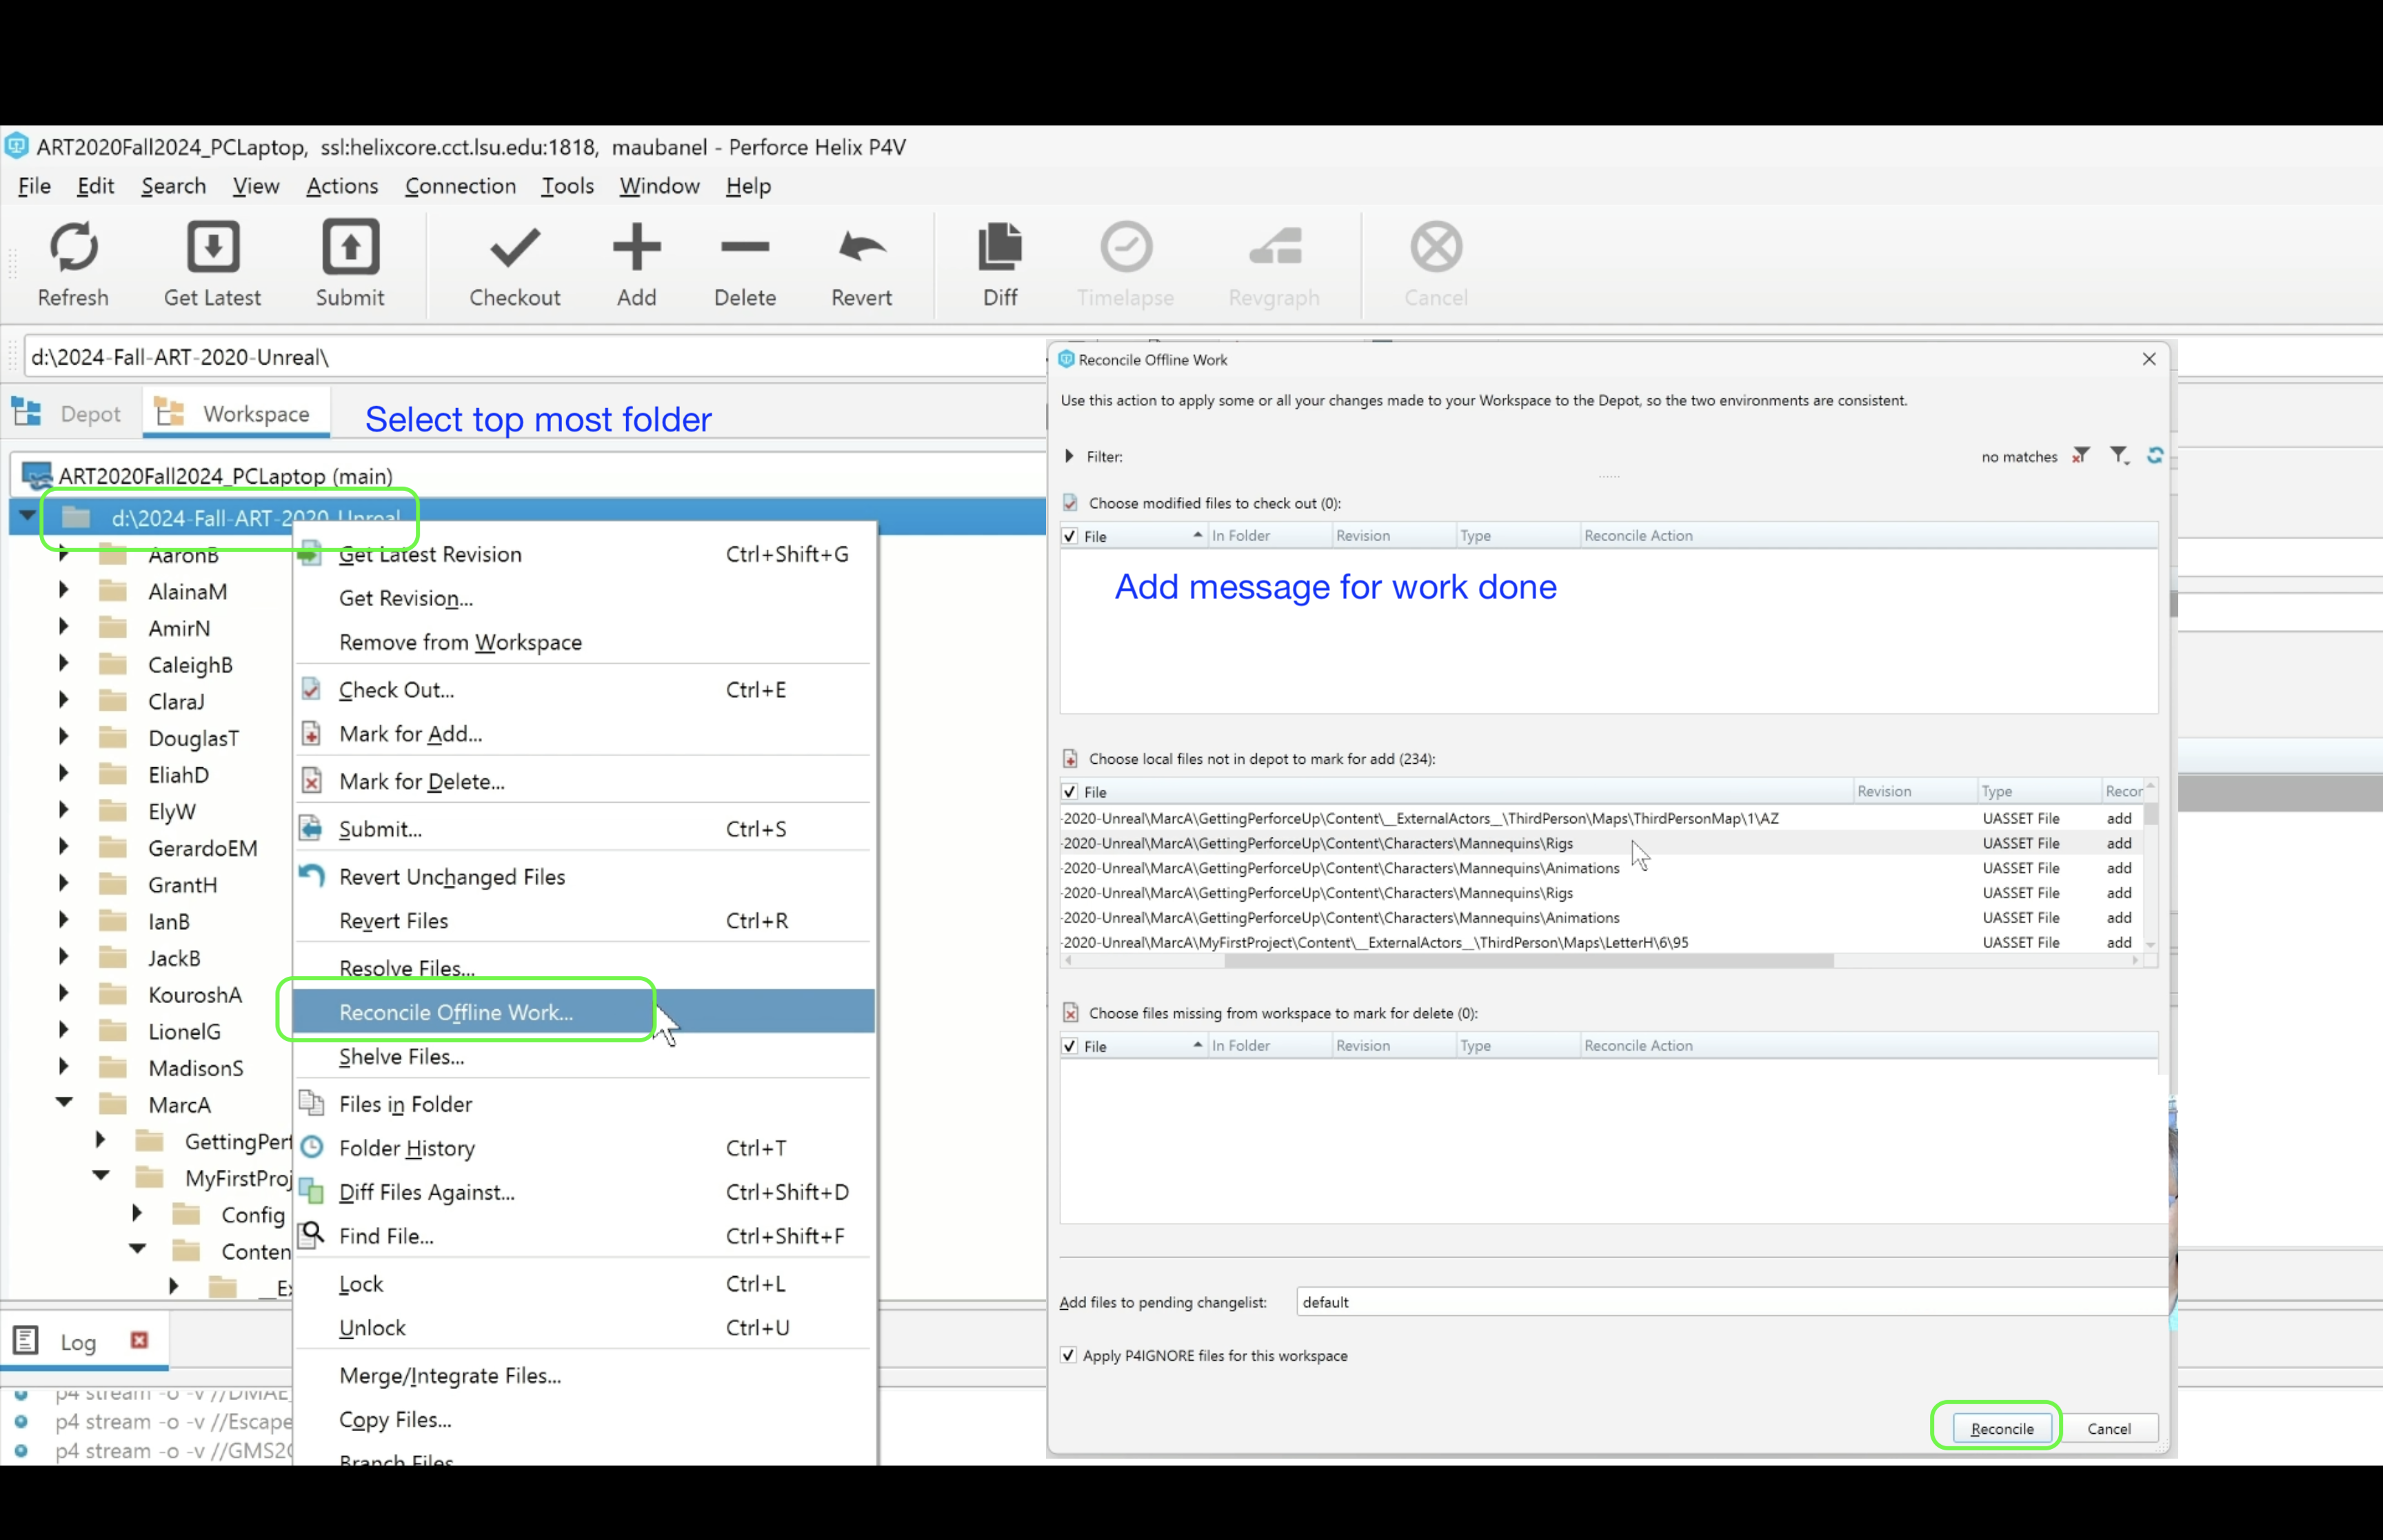 ART2020Fall2024_PCLaptop, ssl:helixcore.cct.lsu.edu:1818, maubanel - Perforce Helix P4V
File Edit Search View Actions Connection Tools Window Help
Refresh Get Latest Submit Checkout Add Delete Revert Diff Timelapse Revgraph Cancel
d:\2024-Fall-ART-2020-Unreal\
Depot Workspace
Select top most folder
ART2020Fall2024_PCLaptop (main)
d:\2024-Fall-ART-2020-Unreal
AaronB
AlainaM
AmirN
CaleighB
ClaraJ
DouglasT
EliahD
ElyW
GerardoEM
GrantH
IanB
JackB
KouroshA
LionelG
MadisonS
MarcA
GettingPerf
MyFirstProj
Config
Conten
__Ex
Get Latest Revision Ctrl+Shift+G
Get Revision...
Remove from Workspace
Check Out... Ctrl+E
Mark for Add...
Mark for Delete...
Submit... Ctrl+S
Revert Unchanged Files
Revert Files Ctrl+R
Resolve Files...
Reconcile Offline Work...
Shelve Files...
Files in Folder
Folder History Ctrl+T
Diff Files Against... Ctrl+Shift+D
Find File... Ctrl+Shift+F
Lock Ctrl+L
Unlock Ctrl+U
Merge/Integrate Files...
Copy Files...
Branch Files
Log
p4 stream -o -v //DMAE_
p4 stream -o -v //Escape
p4 stream -o -v //GMS2
Reconcile Offline Work
Use this action to apply some or all your changes made to your Workspace to the Depot, so the two environments are consistent.
Filter: no matches
Choose modified files to check out (0):
File In Folder Revision Type Reconcile Action
Add message for work done
Choose local files not in depot to mark for add (234):
File Revision Type Recor
-2020-Unreal\MarcA\GettingPerforceUp\Content\__ExternalActors__\ThirdPerson\Maps\ThirdPersonMap\1\AZ UASSET File add
-2020-Unreal\MarcA\GettingPerforceUp\Content\Characters\Mannequins\Rigs UASSET File add
-2020-Unreal\MarcA\GettingPerforceUp\Content\Characters\Mannequins\Animations UASSET File add
-2020-Unreal\MarcA\GettingPerforceUp\Content\Characters\Mannequins\Rigs UASSET File add
-2020-Unreal\MarcA\GettingPerforceUp\Content\Characters\Mannequins\Animations UASSET File add
-2020-Unreal\MarcA\MyFirstProject\Content\__ExternalActors__\ThirdPerson\Maps\LetterH\6\95 UASSET File add
Choose files missing from workspace to mark for delete (0):
File In Folder Revision Type Reconcile Action
Add files to pending changelist: default
Apply P4IGNORE files for this workspace
Reconcile Cancel